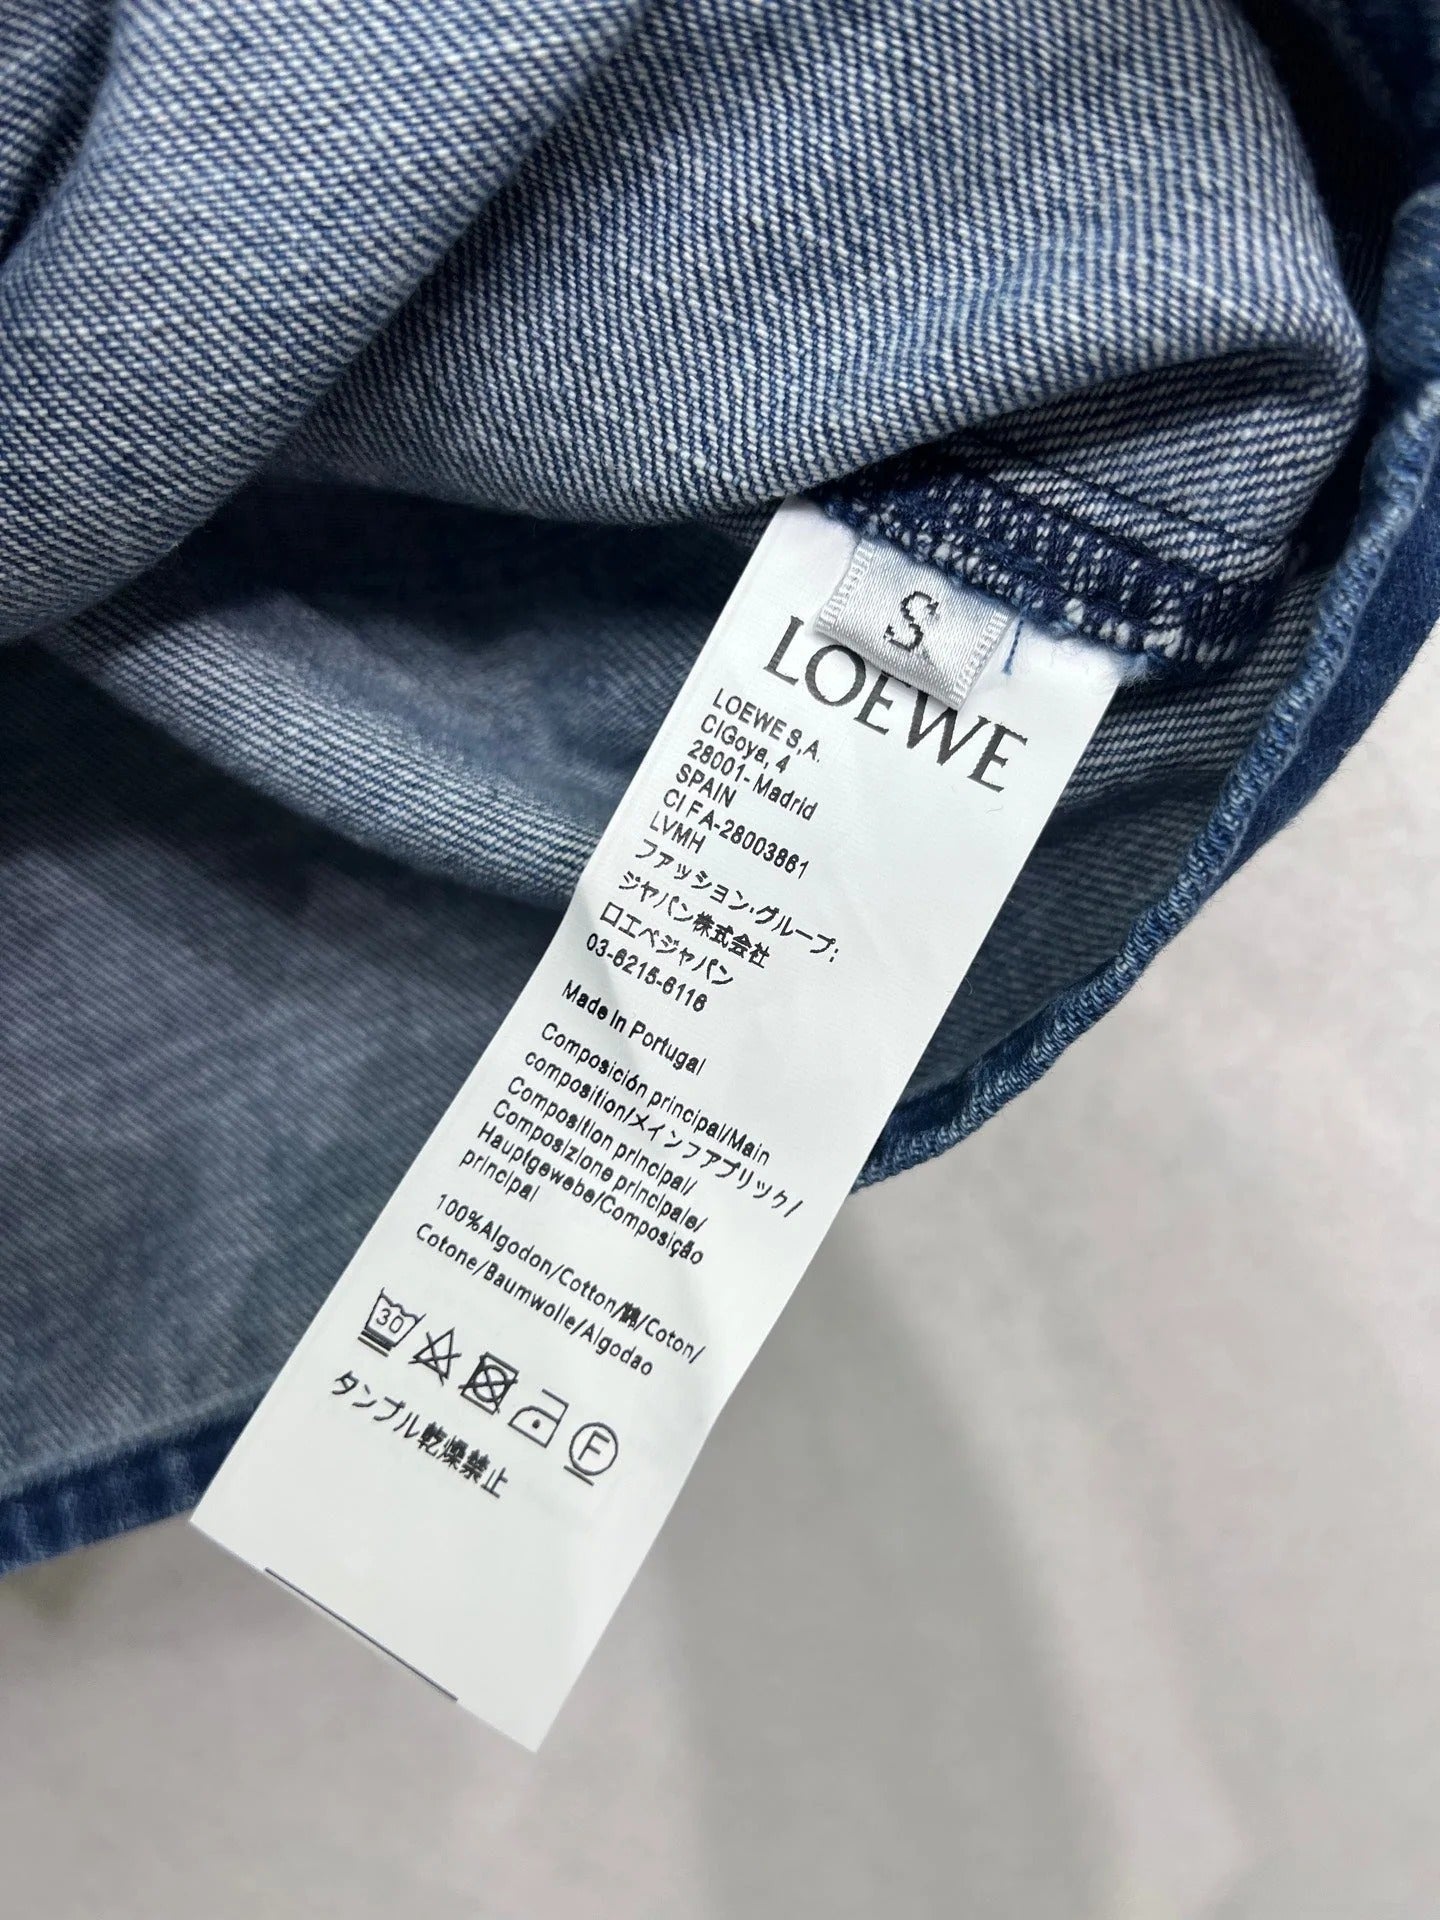 S
LOEWE
LOEWE S,A.
CIGoya, 4
28001- Madrid
SPAIN
CI F A-28003861
LVMH
ファッション·グループ:
ジャパン株式会社
ロエベジャパン
03-6215-6116
Made in Portugal
Composición principal/Main
composition/メインファブリック/
Composition principal/
Composizione principale/
Hauptgewebe/Composição
principal
100%Algodon/Cotton/綿/Coton/
Cotone/Baumwolle/Algodao
30 F
タンブル乾燥禁止